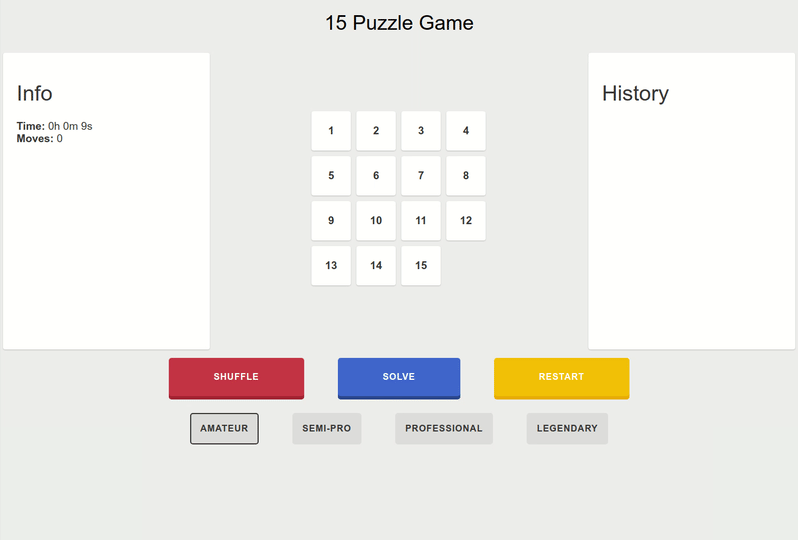 15 Puzzle Game
Info
Time: 0h 0m 9s
Moves: 0
1 2 3 4
5 6 7 8
9 10 11 12
13 14 15
History
SHUFFLE SOLVE RESTART
AMATEUR SEMI-PRO PROFESSIONAL LEGENDARY